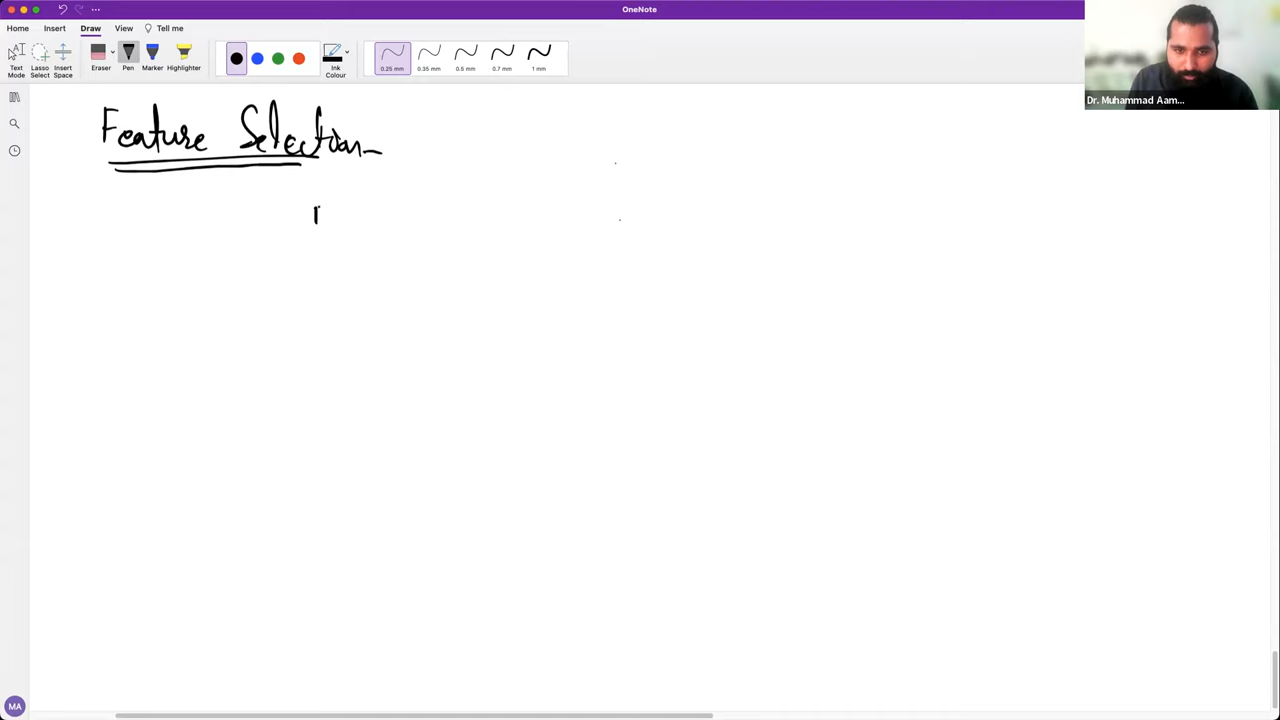 OneNote
Home Insert Draw View Tell me
Text Mode
Lasso Select
Insert Space
Eraser
Pen
Marker
Highlighter
Ink Colour
0.25 mm
0.35 mm
0.5 mm
0.7 mm
1 mm
Dr. Muhammad Aam...
Feature Selection
MA